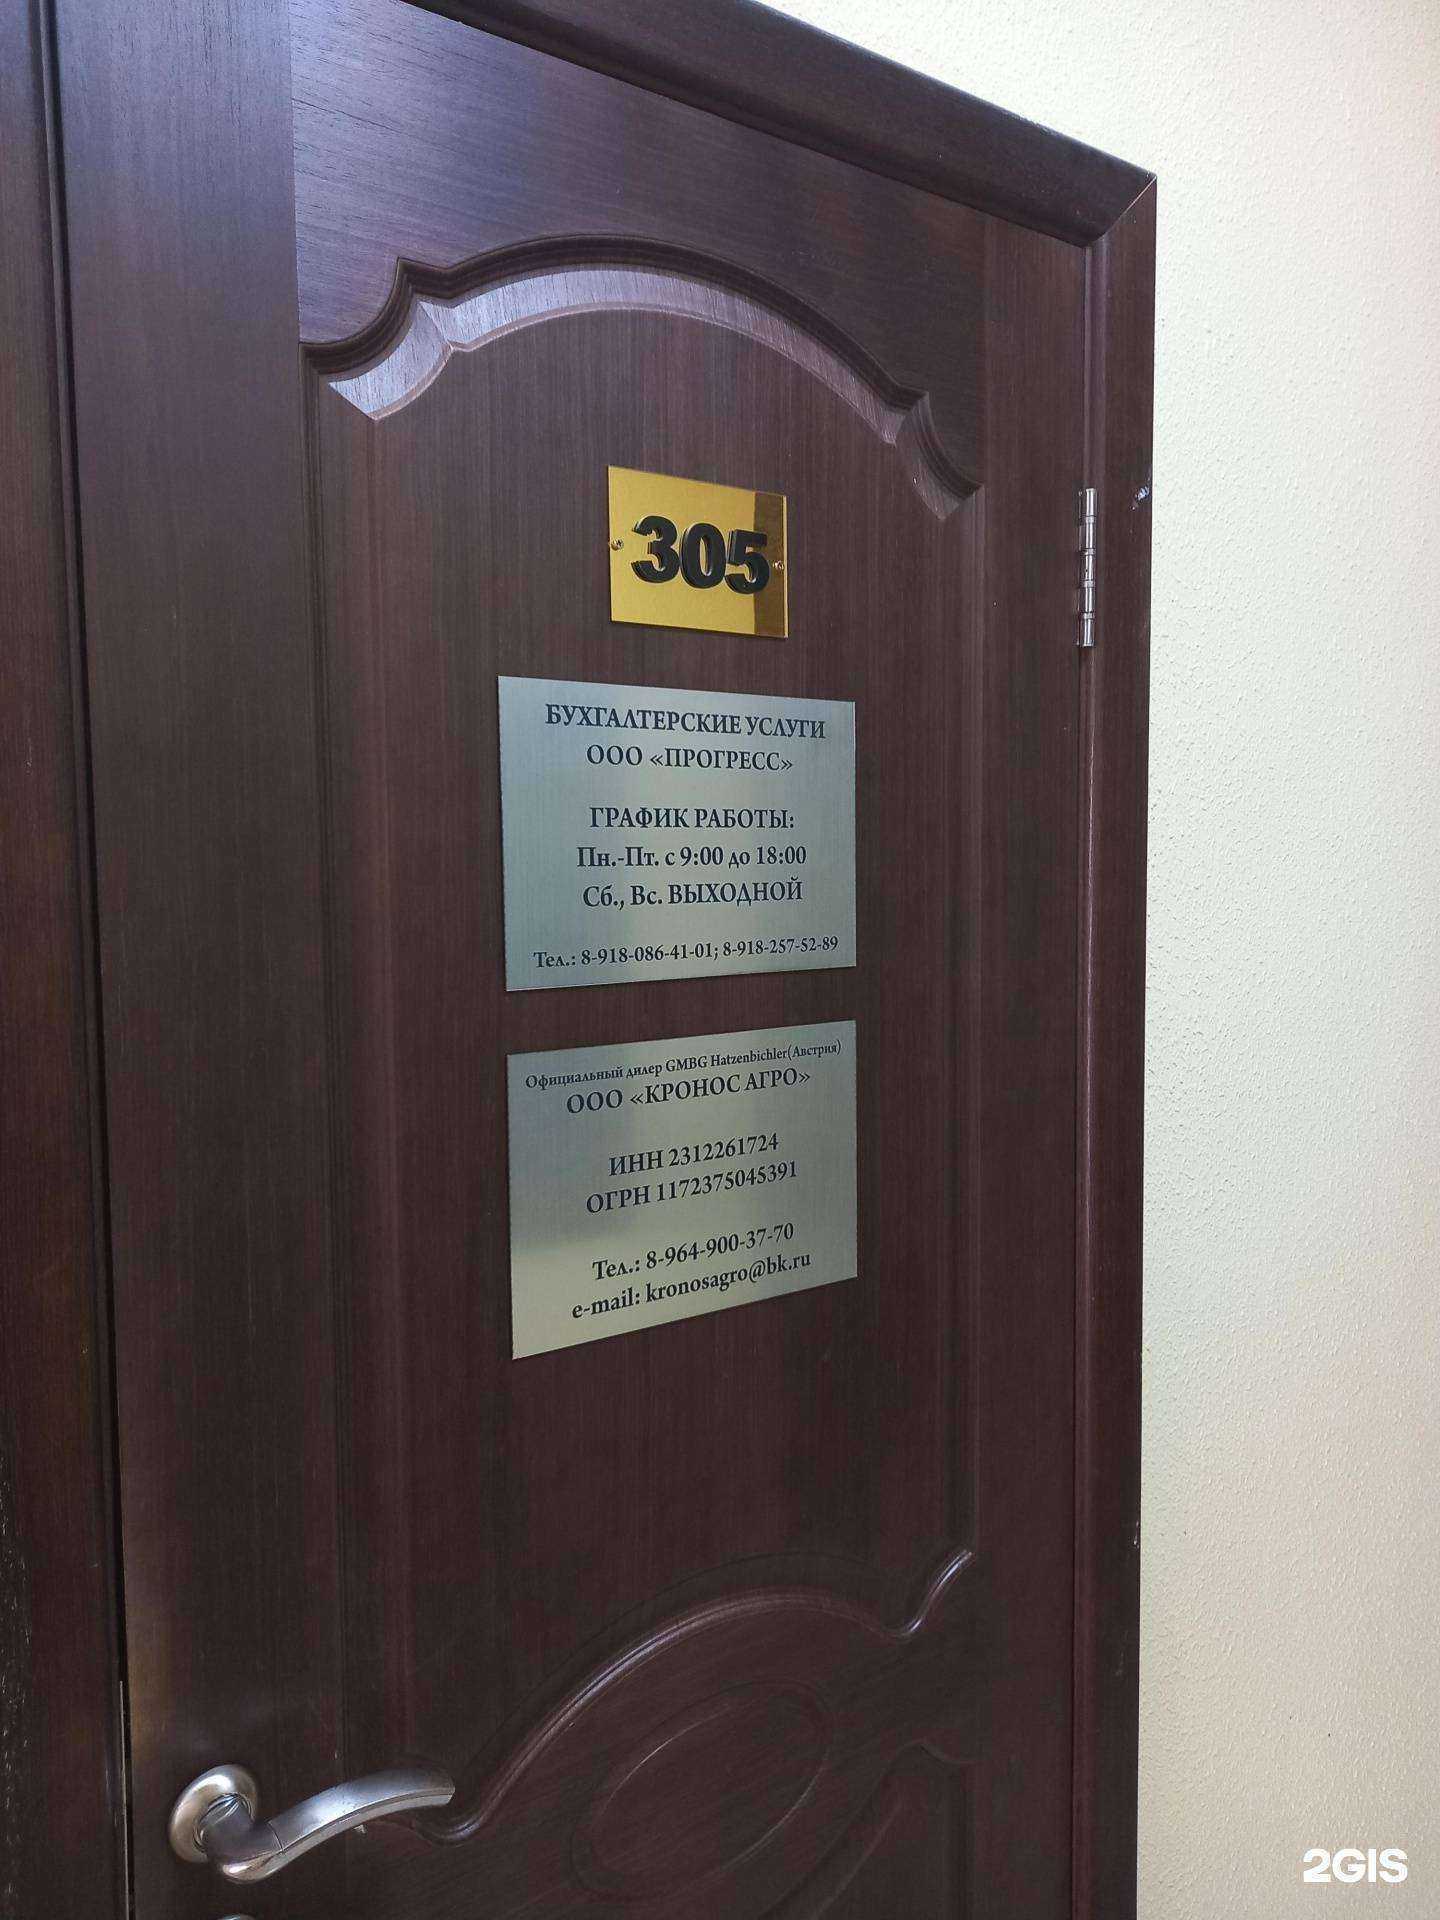 305
БУХГАЛТЕРСКИЕ УСЛУГИ
ООО «ПРОГРЕСС»
ГРАФИК РАБОТЫ:
Пн.-Пт. с 9:00 до 18:00
Сб., Вс. ВЫХОДНОЙ
Тел.: 8-918-086-41-01; 8-918-257-52-89
Официальный дилер GMBG Hatzenbichler(Австрия)
ООО «КРОНОС АГРО»
ИНН 2312261724
ОГРН 1172375045391
Тел.: 8-964-900-37-70
e-mail: kronosagro@bk.ru
2GIS